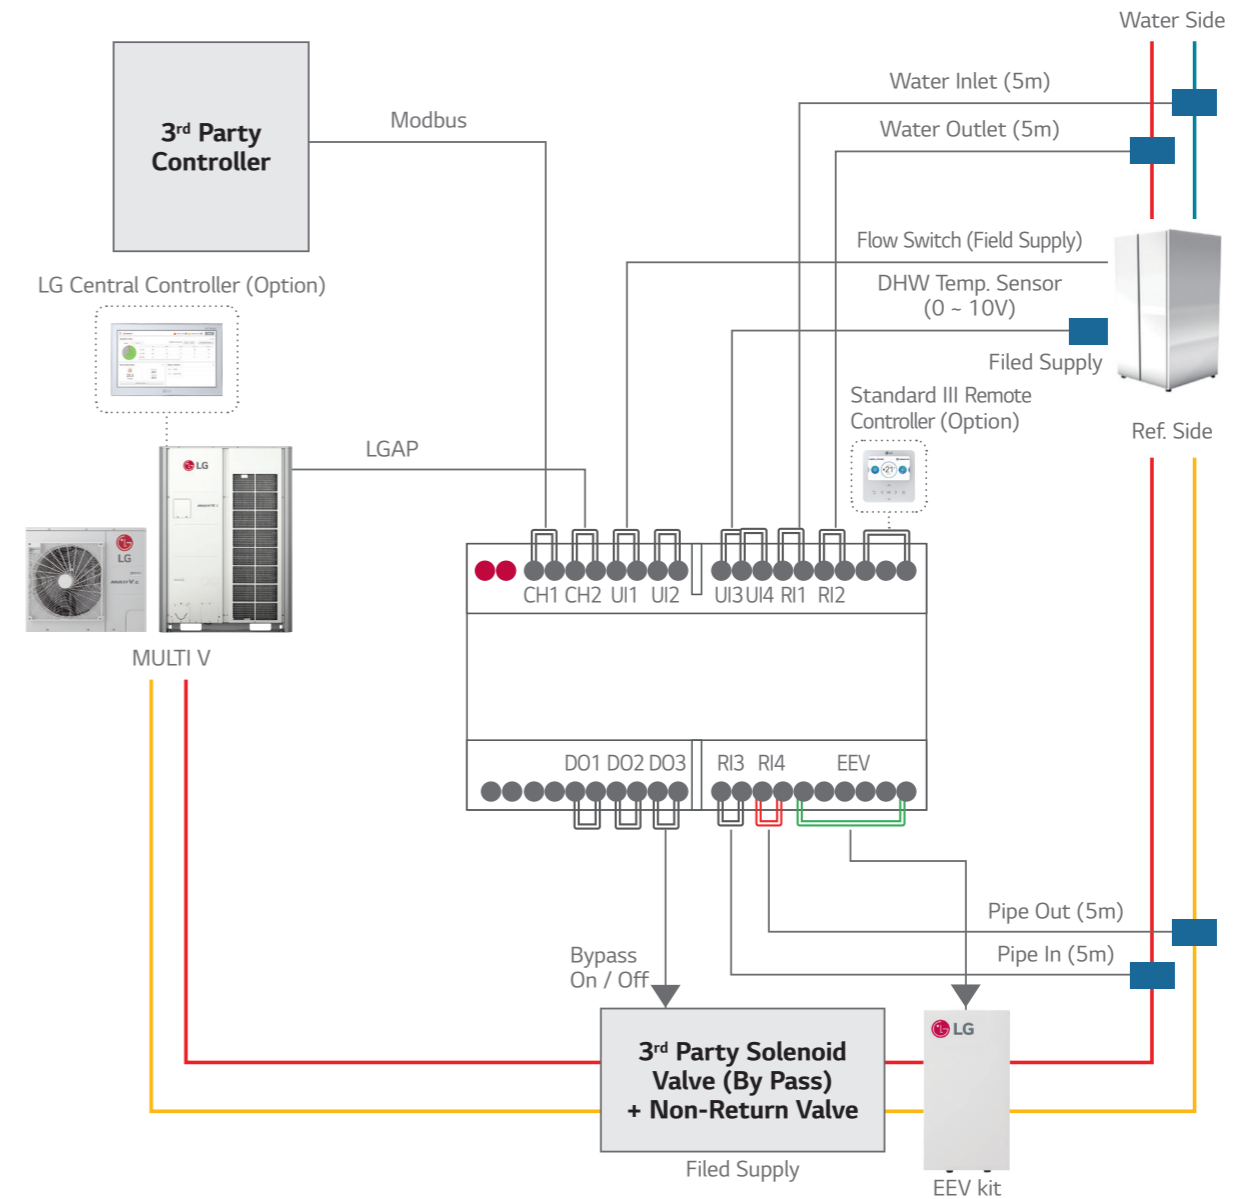 Water Side
Water Inlet (5m)
Water Outlet (5m)
3rd Party
Controller
Modbus
Flow Switch (Field Supply)
DHW Temp. Sensor
(0 ~ 10V)
Filed Supply
LG Central Controller (Option)
Standard III Remote
Controller (Option)
Ref. Side
LGAP
LG
LG
MULTI V
CH1 CH2 UI1 UI2 UI3 UI4 RI1 RI2
DO1 DO2 DO3 RI3 RI4 EEV
Pipe Out (5m)
Pipe In (5m)
Bypass
On / Off
3rd Party Solenoid
Valve (By Pass)
+ Non-Return Valve
Filed Supply
LG
EEV kit